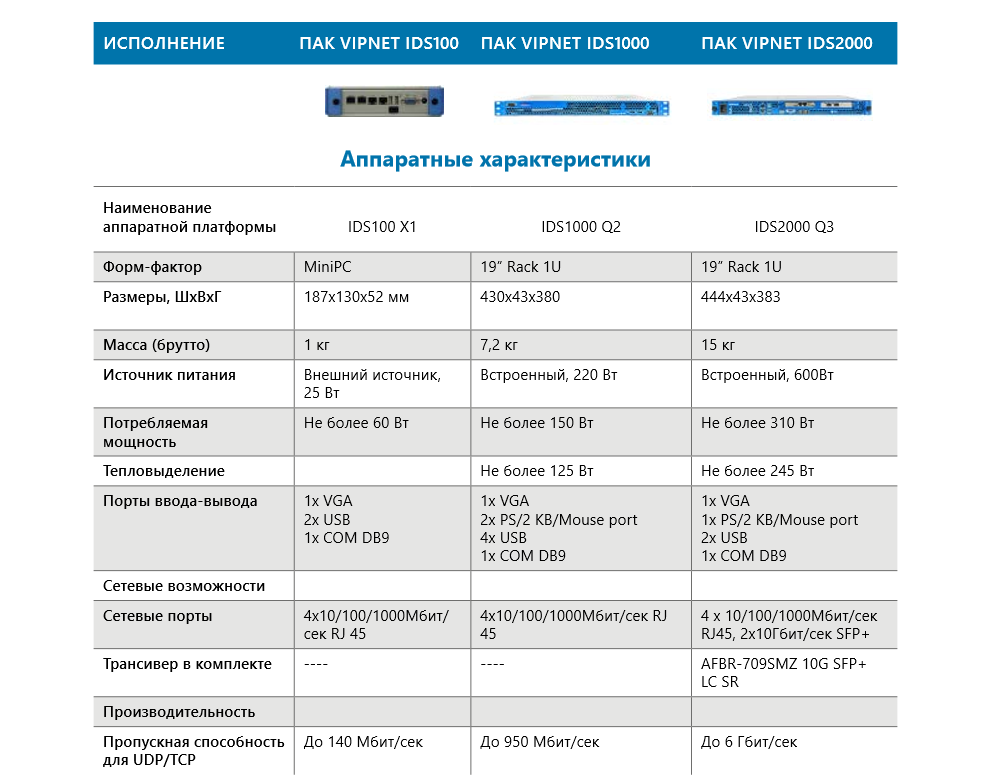 ИСПОЛНЕНИЕ ПАК VIPNET IDS100 ПАК VIPNET IDS1000 ПАК VIPNET IDS2000
Аппаратные характеристики
Наименование
аппаратной платформы IDS100 X1 IDS1000 Q2 IDS2000 Q3
Форм-фактор MiniPC 19” Rack 1U 19” Rack 1U
Размеры, ШхВхГ 187x130x52 мм 430x43x380 444x43x383
Масса (брутто) 1 кг 7,2 кг 15 кг
Источник питания Внешний источник, Встроенный, 220 Вт Встроенный, 600Вт
25 Вт
Потребляемая Не более 60 Вт Не более 150 Вт Не более 310 Вт
мощность
Тепловыделение Не более 125 Вт Не более 245 Вт
Порты ввода-вывода 1x VGA 1x VGA 1x VGA
2x USB 2x PS/2 KB/Mouse port 1x PS/2 KB/Mouse port
1x COM DB9 4x USB 2x USB
1x COM DB9 1x COM DB9
Сетевые возможности
Сетевые порты 4x10/100/1000Мбит/ 4x10/100/1000Мбит/сек RJ 4 x 10/100/1000Мбит/сек
сек RJ 45 45 RJ45, 2x10Гбит/сек SFP+
Трансивер в комплекте ---- ---- AFBR-709SMZ 10G SFP+
LC SR
Производительность
Пропускная способность До 140 Мбит/сек До 950 Мбит/сек До 6 Гбит/сек
для UDP/TCP